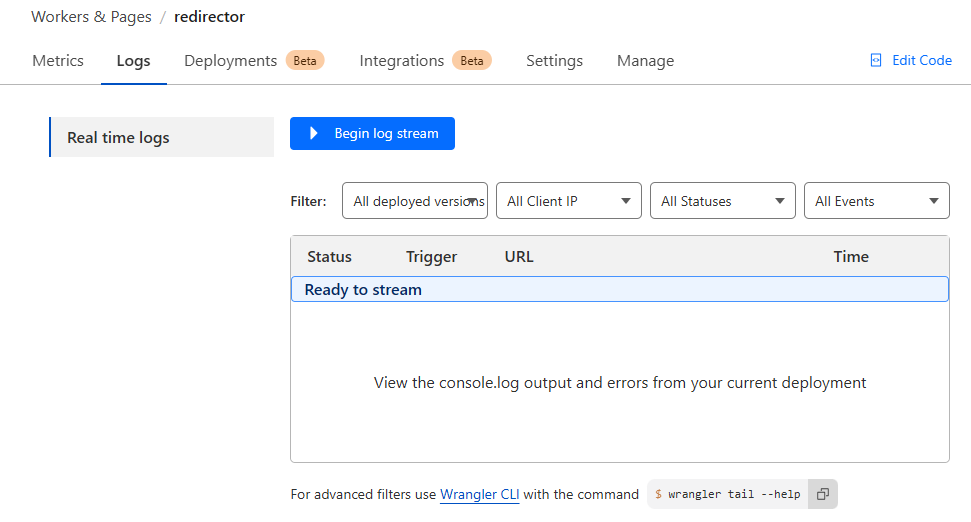 Workers & Pages / redirector
Metrics Logs Deployments Beta Integrations Beta Settings Manage Edit Code
Real time logs
Begin log stream
Filter: All deployed versions All Client IP All Statuses All Events
Status Trigger URL Time
Ready to stream
View the console.log output and errors from your current deployment
For advanced filters use Wrangler CLI with the command $ wrangler tail --help